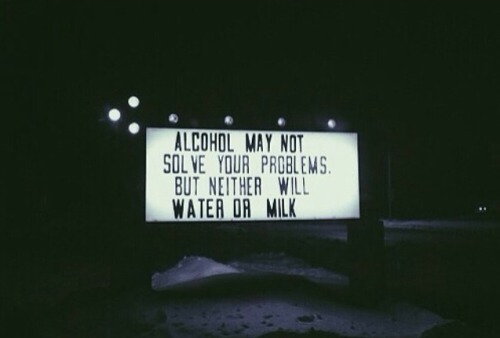 ALCOHOL MAY NOT
SOLVE YOUR PROBLEMS.
BUT NEITHER WILL
WATER OR MILK